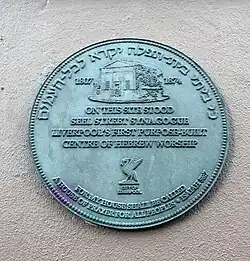 כי ביתי בית-תפלה יקרא לכל-העמים
1807 1874
ON THIS SITE STOOD
SEEL STREET SYNAGOGUE
LIVERPOOL'S FIRST PURPOSE-BUILT
CENTRE OF HEBREW WORSHIP
FOR MY HOUSE SHALL BE CALLED
A HOUSE OF PRAYER FOR ALL PEOPLES